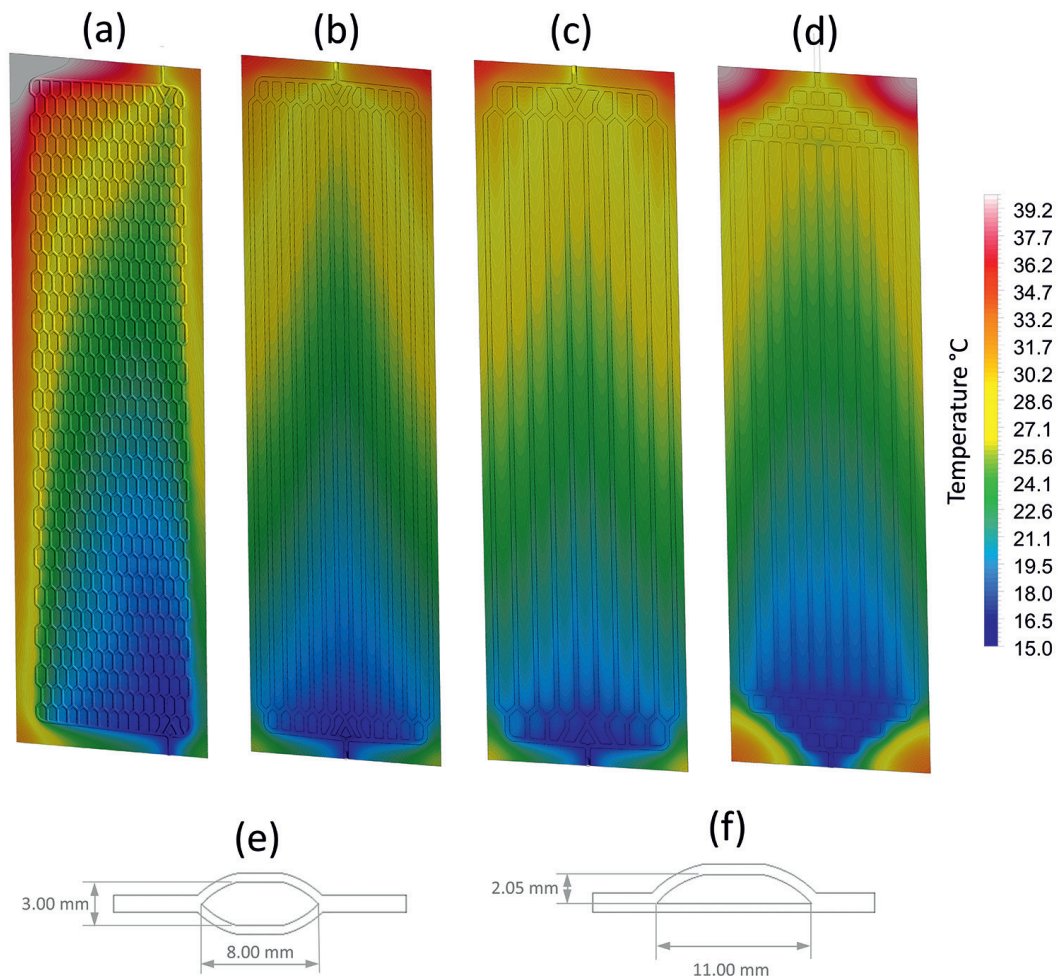 (a)
(b)
(c)
(d)
39.2
37.7
36.2
34.7
33.2
31.7
30.2
28.6
27.1
25.6
24.1
22.6
21.1
19.5
18.0
16.5
15.0
Temperature °C
(e)
(f)
3.00 mm
8.00 mm
2.05 mm
11.00 mm